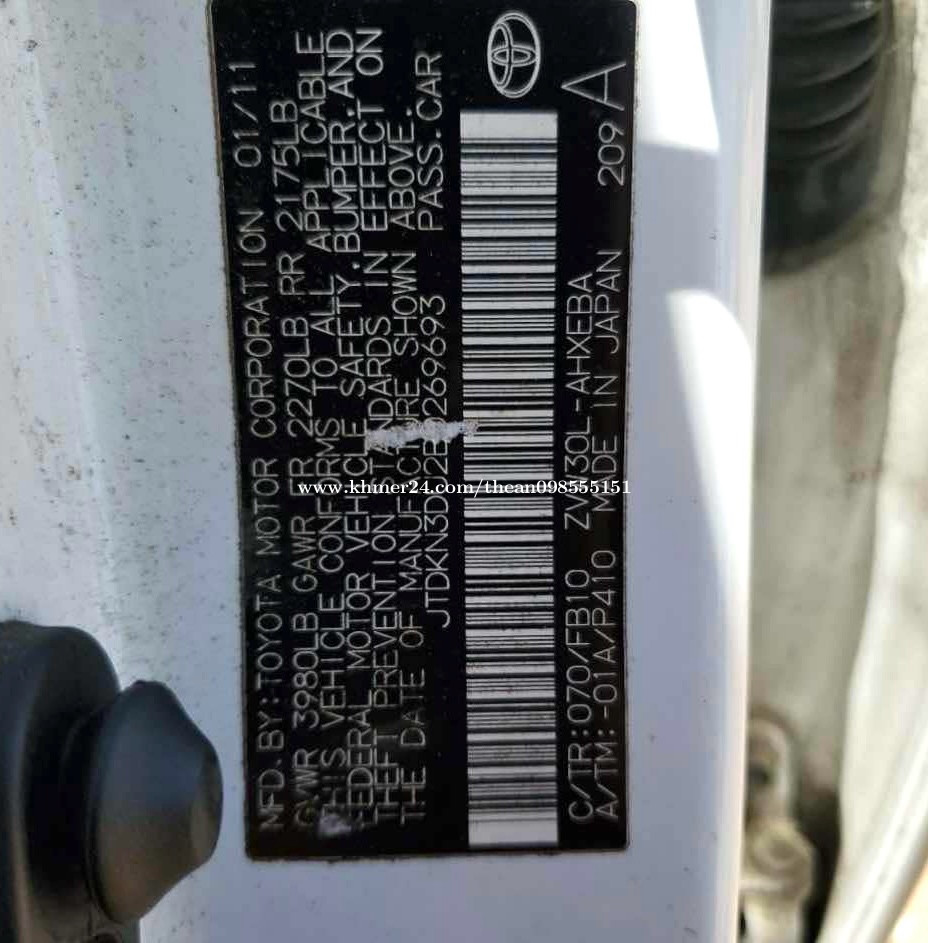 MFD.BY:TOYOTA MOTOR CORPORATION 01/11
GVWR 3980LB GAWR FR 2270LB RR 2175LB
THIS VEHICLE CONFORMS TO ALL APPLICABLE
FEDERAL MOTOR VEHICLE SAFETY.BUMPER.AND
THEFT PREVENTION STANDARDS IN EFFECT ON
THE DATE OF MANUFACTURE SHOWN ABOVE.
PASS.CAR
C/TR:070/FB10 ZVW30L-AHXEBA
A/TM:-01A/P410 MADE IN JAPAN 209 A
www.khmer24.com/thean098555151